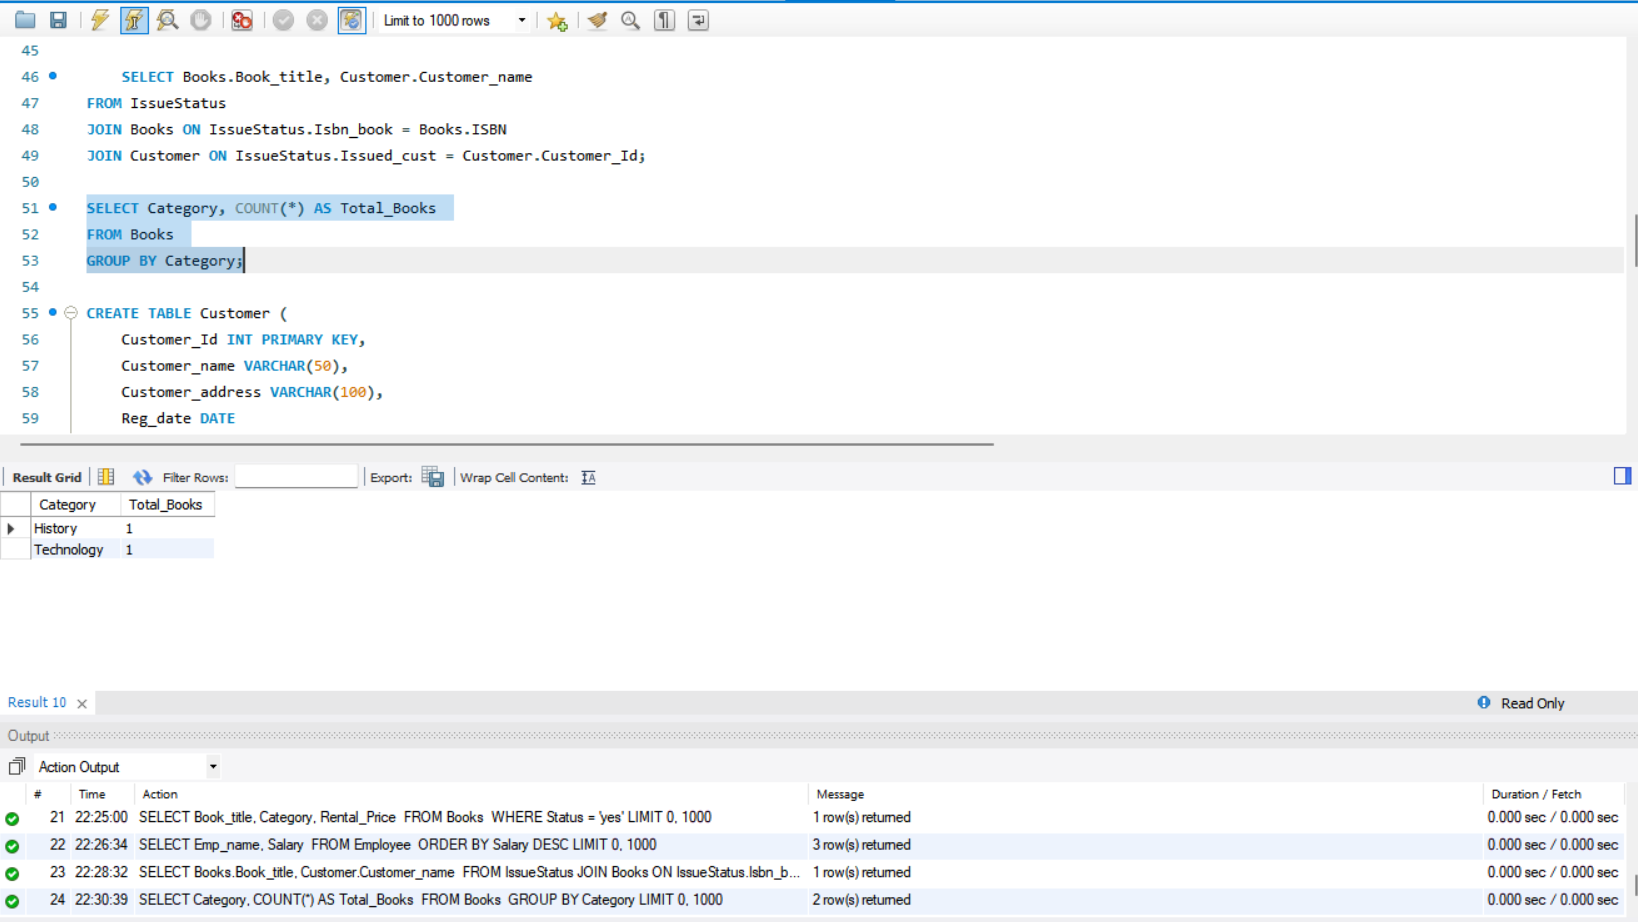 Limit to 1000 rows
45
46 SELECT Books.Book_title, Customer.Customer_name
47 FROM IssueStatus
48 JOIN Books ON IssueStatus.Isbn_book = Books.ISBN
49 JOIN Customer ON IssueStatus.Issued_cust = Customer.Customer_Id;
50
51 SELECT Category, COUNT(*) AS Total_Books
52 FROM Books
53 GROUP BY Category;
54
55 CREATE TABLE Customer (
56 Customer_Id INT PRIMARY KEY,
57 Customer_name VARCHAR(50),
58 Customer_address VARCHAR(100),
59 Reg_date DATE
Result Grid Filter Rows: Export: Wrap Cell Content:
Category Total_Books
History 1
Technology 1
Result 10 Read Only
Output
Action Output
# Time Action Message Duration / Fetch
21 22:25:00 SELECT Book_title, Category, Rental_Price FROM Books WHERE Status = 'yes' LIMIT 0, 1000 1 row(s) returned 0.000 sec / 0.000 sec
22 22:26:34 SELECT Emp_name, Salary FROM Employee ORDER BY Salary DESC LIMIT 0, 1000 3 row(s) returned 0.000 sec / 0.000 sec
23 22:28:32 SELECT Books.Book_title, Customer.Customer_name FROM IssueStatus JOIN Books ON IssueStatus.Isbn_b... 1 row(s) returned 0.000 sec / 0.000 sec
24 22:30:39 SELECT Category, COUNT(*) AS Total_Books FROM Books GROUP BY Category LIMIT 0, 1000 2 row(s) returned 0.000 sec / 0.000 sec